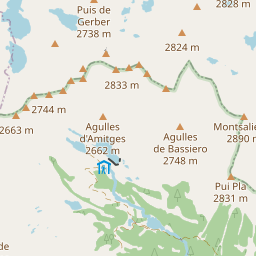 Puis de
Gerber
2738 m
2828 m
2824 m
2833 m
2744 m
2663 m
Agulles
d'Amitges
2662 m
Agulles
de Bassiero
2748 m
Montsalie
2890 m
Pui Pla
2831 m
de